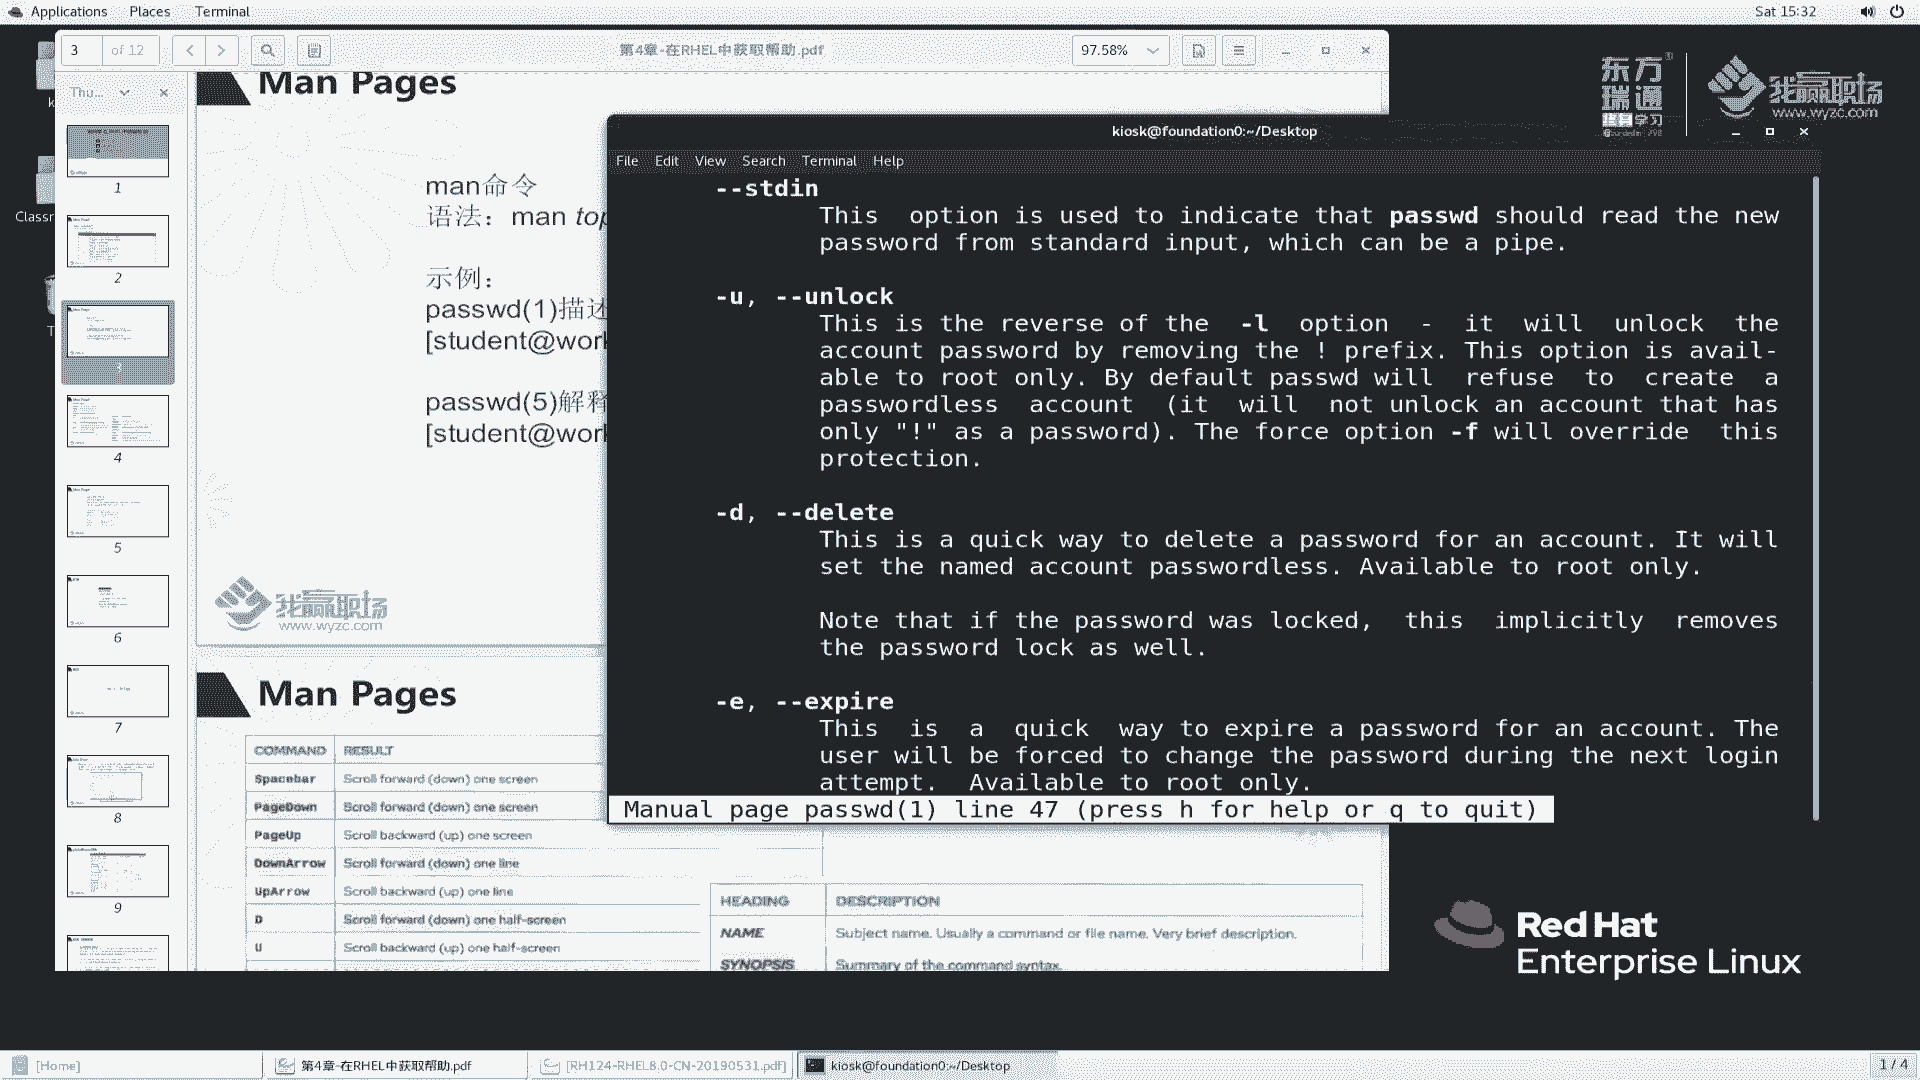 Applications Places Terminal
Sat 15:32
3 of 12
第4章-在RHEL中获取帮助.pdf
97.58%
Thu...
1
2
3
4
5
6
7
8
9
Man Pages
man命令
语法：man top
示例：
passwd(1)描述
[student@work
passwd(5)解释
[student@work
我赢职场
www.wyzc.com
Man Pages
COMMAND RESULT
Spacebar Scroll forward (down) one screen
PageDown Scroll forward (down) one screen
PageUp Scroll backward (up) one screen
DownArrow Scroll forward (down) one line
UpArrow Scroll backward (up) one line
D Scroll forward (down) one half-screen
U Scroll backward (up) one half-screen
HEADING DESCRIPTION
NAME Subject name. Usually a command or file name. Very brief description.
SYNOPSIS Summary of the command syntax.
东方
瑞通
终身学习
我赢职场
www.wyzc.com
kiosk@foundation0:~/Desktop
File Edit View Search Terminal Help
--stdin
This option is used to indicate that passwd should read the new
password from standard input, which can be a pipe.
-u, --unlock
This is the reverse of the -l option - it will unlock the
account password by removing the ! prefix. This option is avail-
able to root only. By default passwd will refuse to create a
passwordless account (it will not unlock an account that has
only "!" as a password). The force option -f will override this
protection.
-d, --delete
This is a quick way to delete a password for an account. It will
set the named account passwordless. Available to root only.
Note that if the password was locked, this implicitly removes
the password lock as well.
-e, --expire
This is a quick way to expire a password for an account. The
user will be forced to change the password during the next login
attempt. Available to root only.
Manual page passwd(1) line 47 (press h for help or q to quit)
Red Hat
Enterprise Linux
[Home]
第4章-在RHEL中获取帮助.pdf
[RH124-RHEL8.0-CN-20190531.pdf]
kiosk@foundation0:~/Desktop
1 / 4